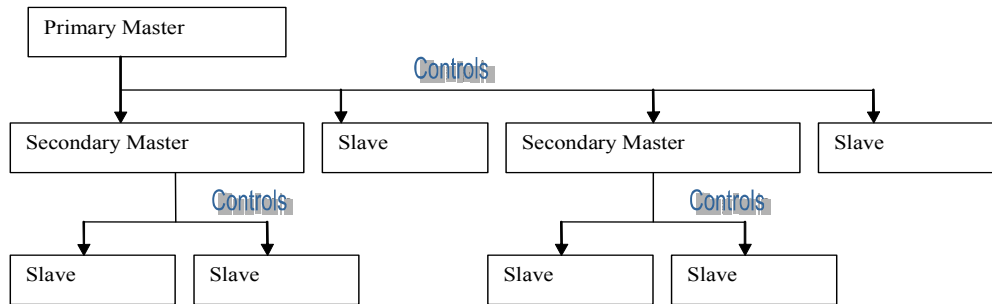 Primary Master
Controls
Secondary Master
Slave
Secondary Master
Slave
Controls
Controls
Slave
Slave
Slave
Slave